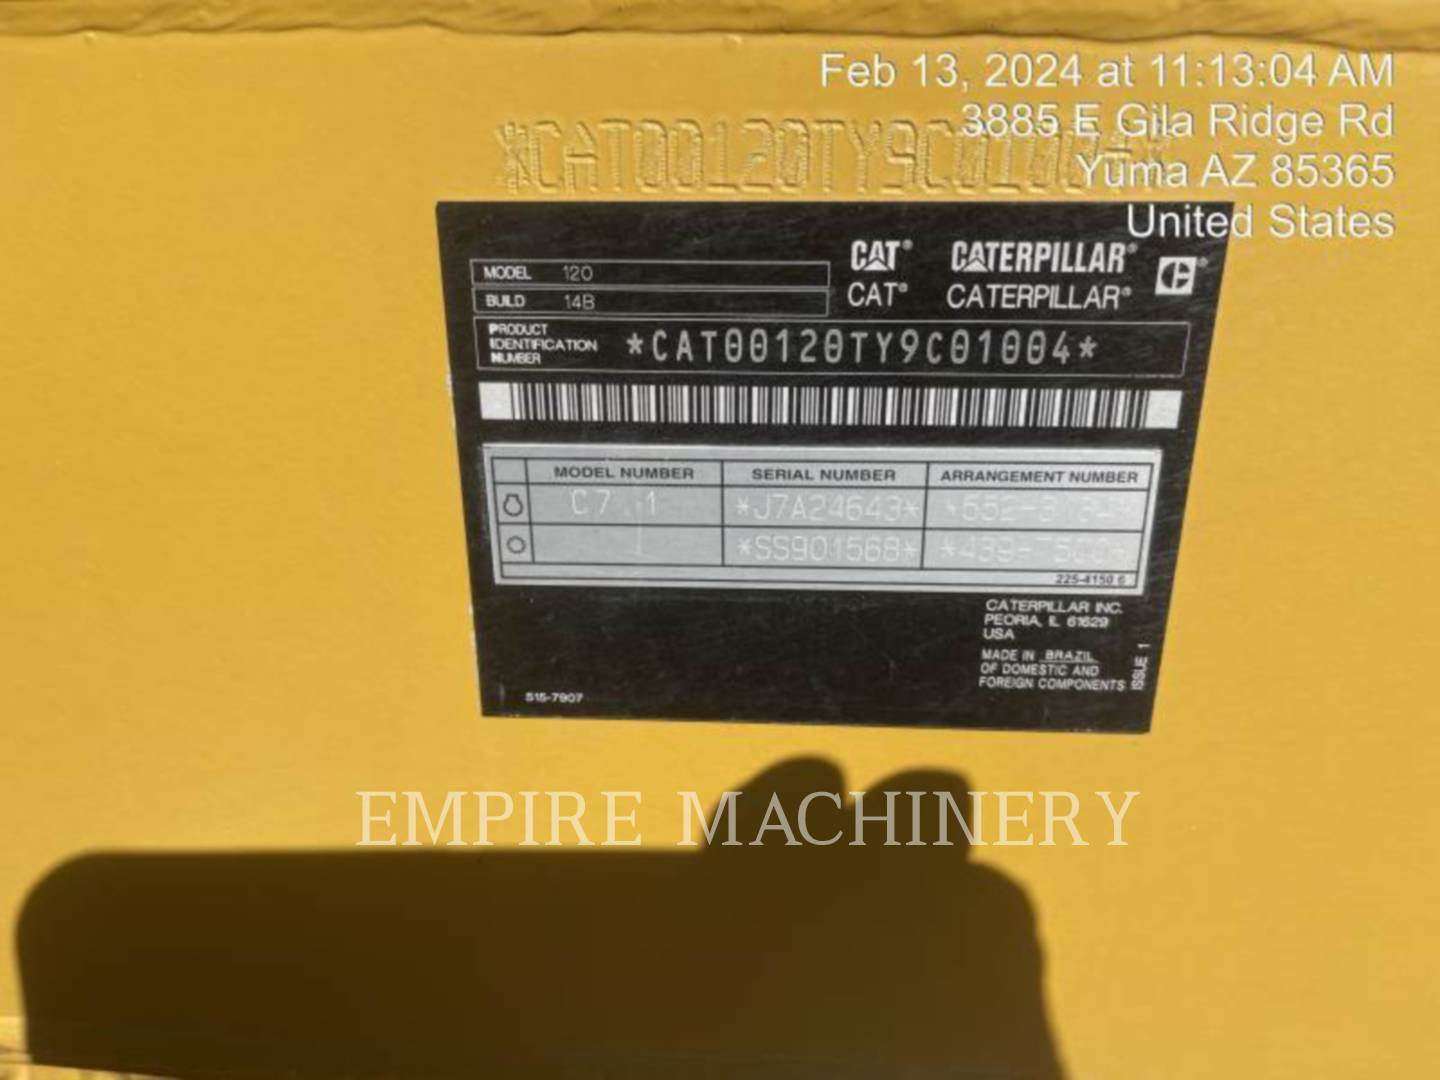 Feb 13, 2024 at 11:13:04 AM
3885 E Gila Ridge Rd
Yuma AZ 85365
United States
CAT® CATERPILLAR®
CAT® CATERPILLAR®
MODEL 120
BUILD 14B
PRODUCT
IDENTIFICATION
NUMBER
*CAT00120TY9C01004*
MODEL NUMBER SERIAL NUMBER ARRANGEMENT NUMBER
C7.1 *J7A24643*
*SS901568*
225-4150 6
CATERPILLAR INC.
PEORIA, IL 61629
USA
MADE IN BRAZIL
OF DOMESTIC AND
FOREIGN COMPONENTS
ISSUE 1
515-7907
EMPIRE MACHINERY